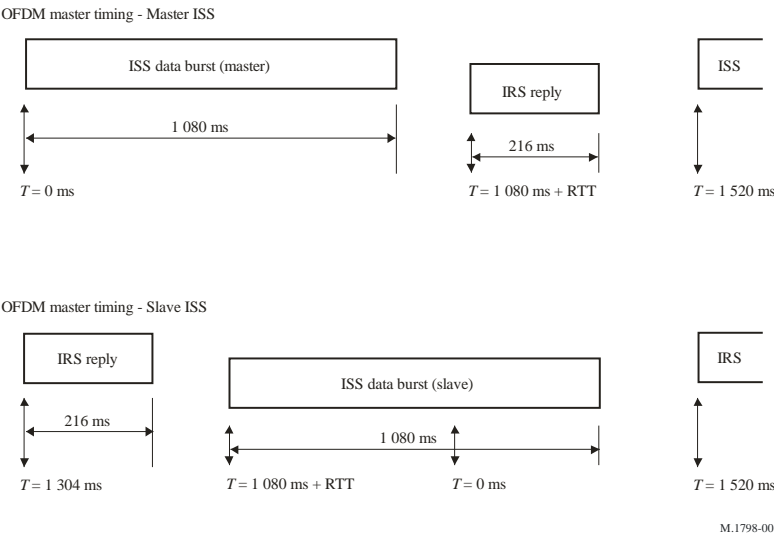 OFDM master timing - Master ISS
ISS data burst (master)
IRS reply
ISS
1 080 ms
216 ms
T = 0 ms
T = 1 080 ms + RTT
T = 1 520 ms
OFDM master timing - Slave ISS
IRS reply
ISS data burst (slave)
IRS
216 ms
1 080 ms
T = 1 304 ms
T = 1 080 ms + RTT
T = 0 ms
T = 1 520 ms
M.1798-00